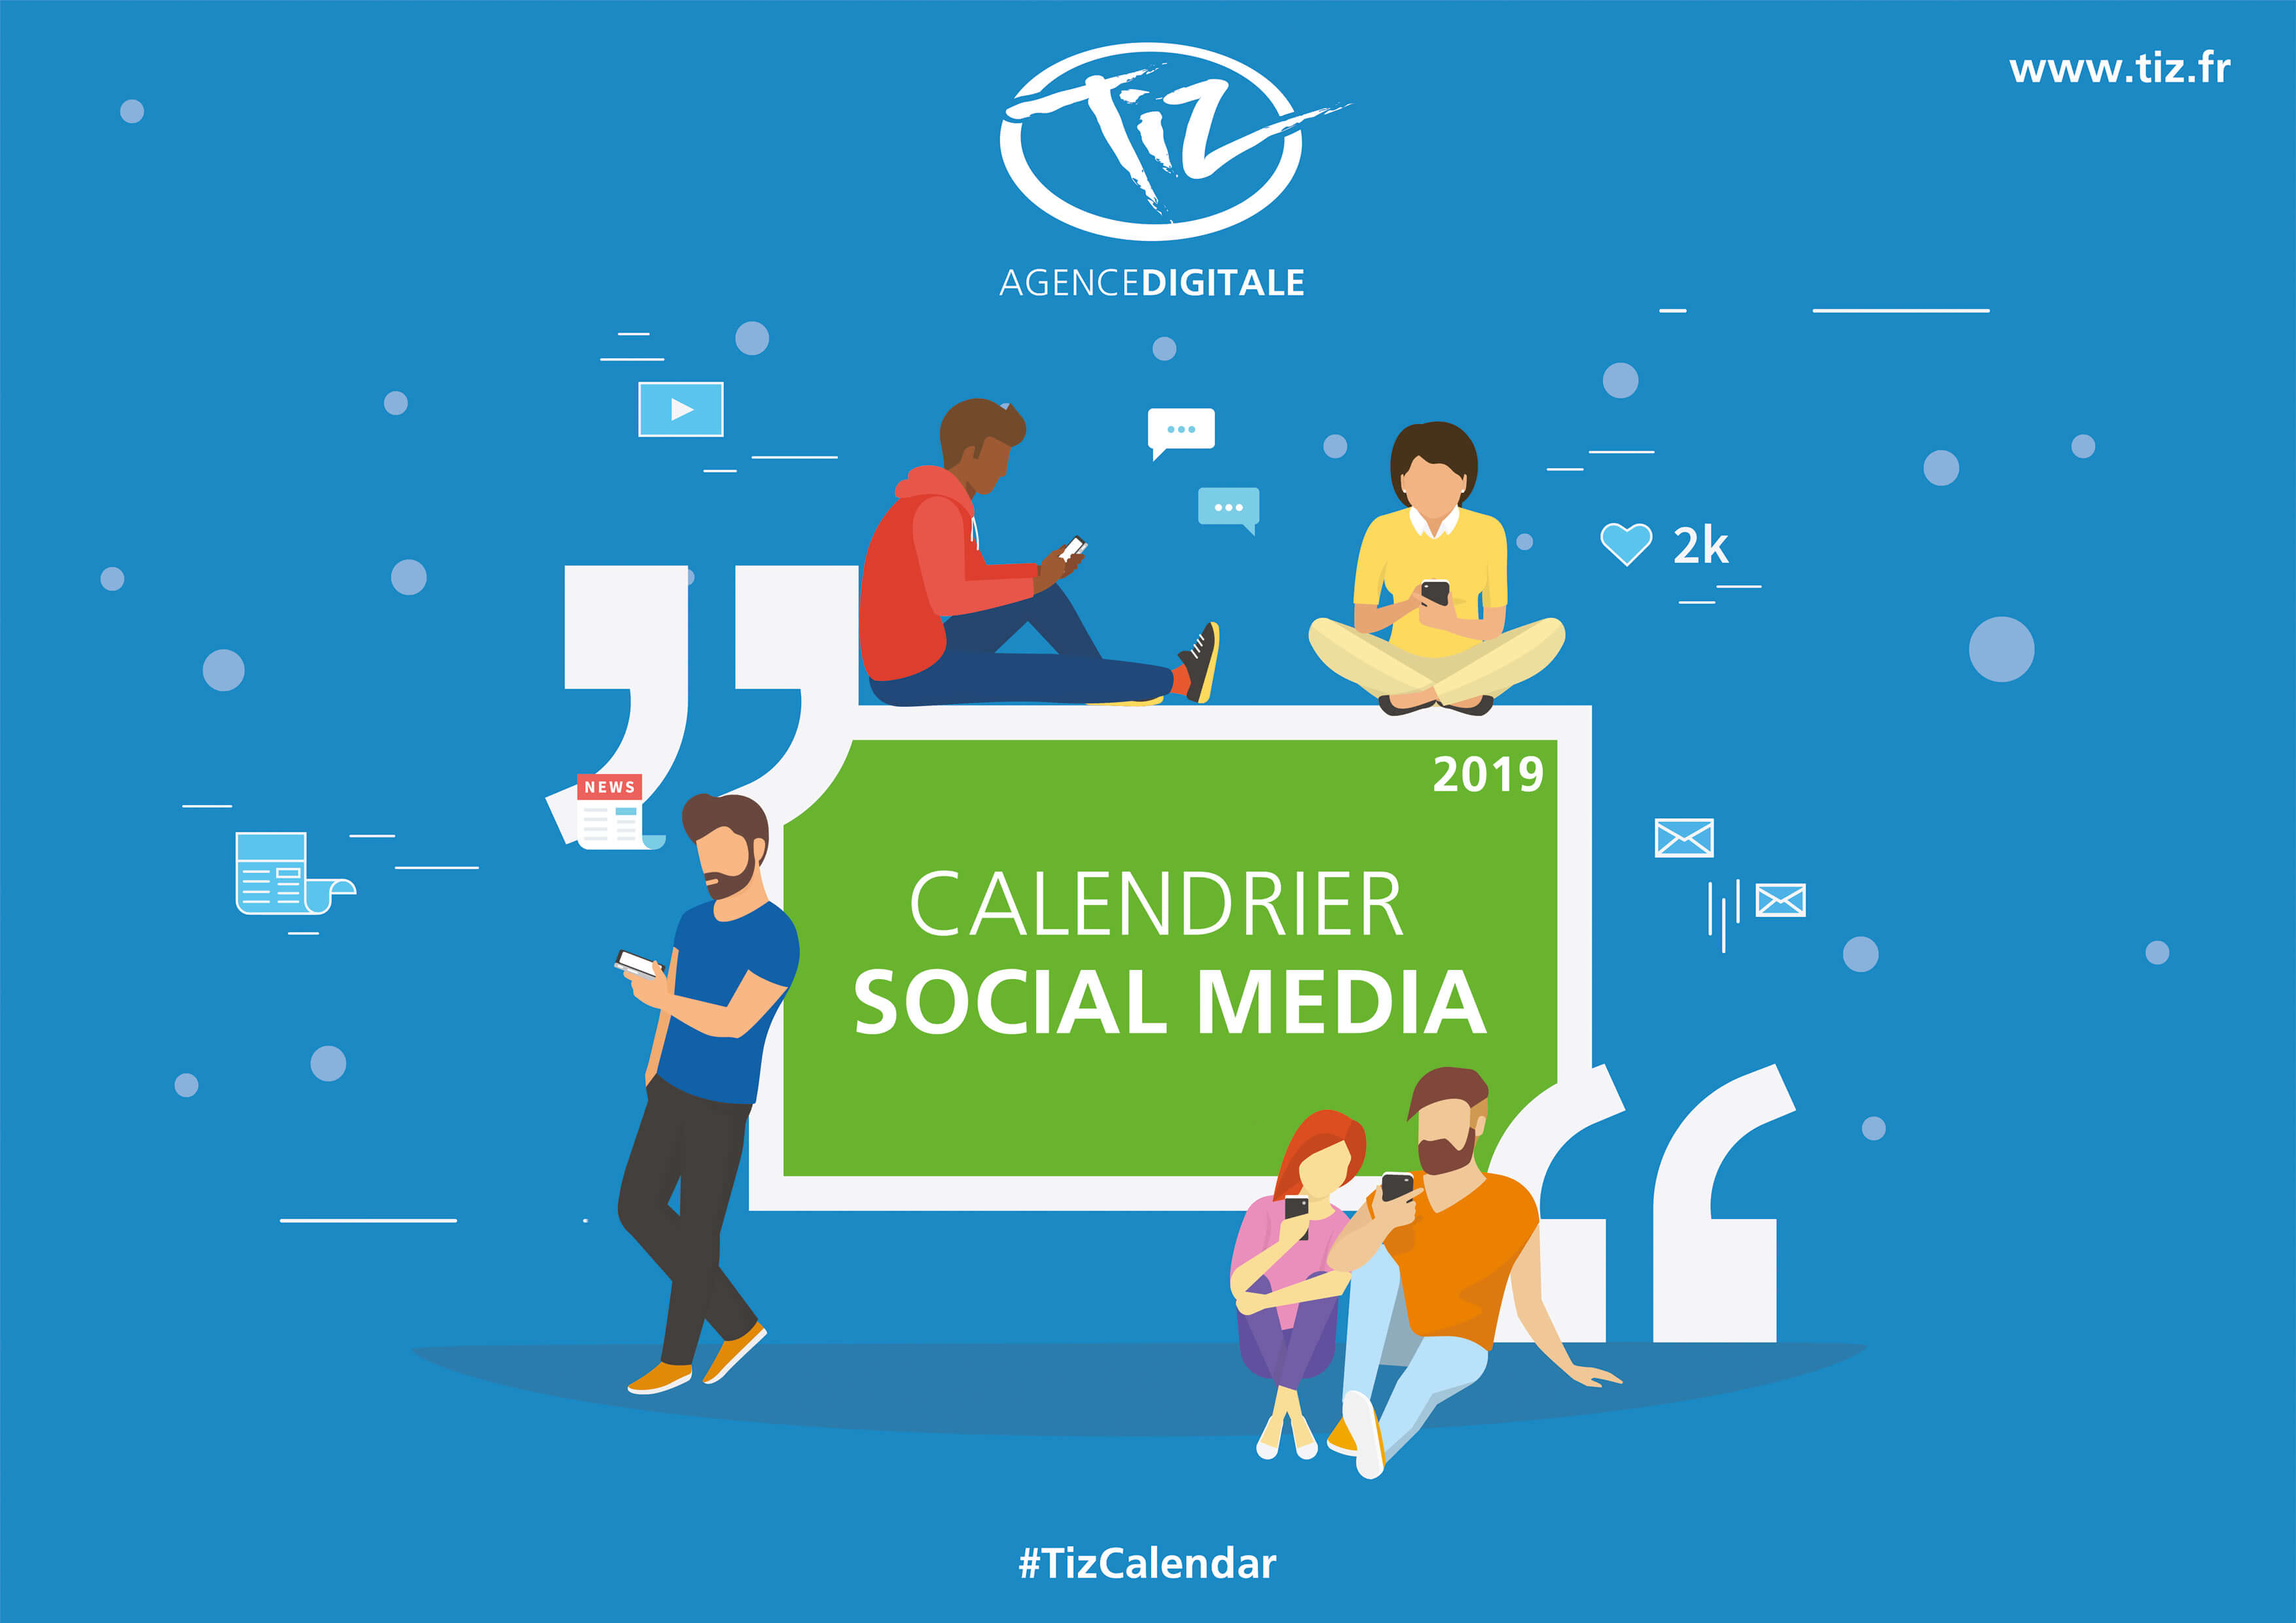 www.tiz.fr
Tiz
AGENCEDIGITALE
2k
NEWS
2019
CALENDRIER
SOCIAL MEDIA
#TizCalendar